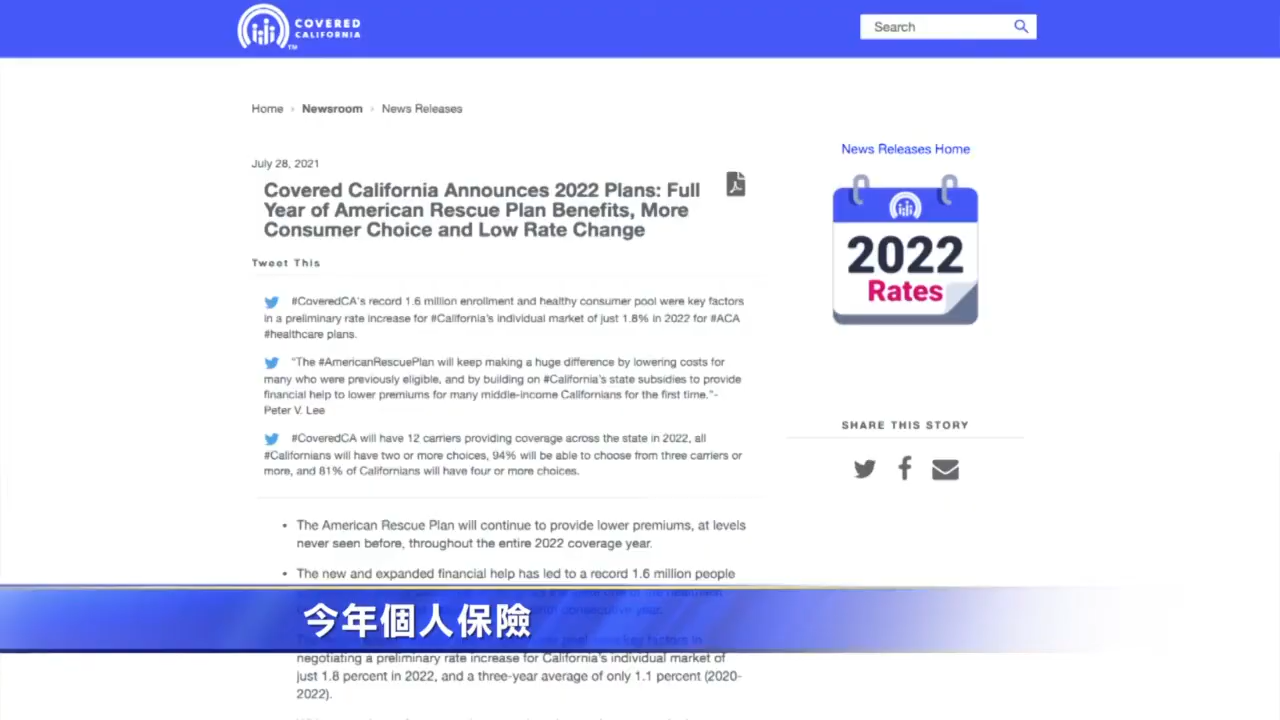 COVERED
CALIFORNIA
TM
Search
Home › Newsroom › News Releases
July 28, 2021
Covered California Announces 2022 Plans: Full
Year of American Rescue Plan Benefits, More
Consumer Choice and Low Rate Change
Tweet This
#CoveredCA's record 1.6 million enrollment and healthy consumer pool were key factors
in a preliminary rate increase for #California's individual market of just 1.8% in 2022 for #ACA
#healthcare plans.
"The #AmericanRescuePlan will keep making a huge difference by lowering costs for
many who were previously eligible, and by building on #California's state subsidies to provide
financial help to lower premiums for many middle-income Californians for the first time."-
Peter V. Lee
#CoveredCA will have 12 carriers providing coverage across the state in 2022, all
#Californians will have two or more choices, 94% will be able to choose from three carriers or
more, and 81% of Californians will have four or more choices.
• The American Rescue Plan will continue to provide lower premiums, at levels
never seen before, throughout the entire 2022 coverage year.
• The new and expanded financial help has led to a record 1.6 million people
consecutive year.
key factors in
negotiating a preliminary rate increase for California's individual market of
just 1.8 percent in 2022, and a three-year average of only 1.1 percent (2020-
2022).
News Releases Home
2022
Rates
SHARE THIS STORY
今年個人保險